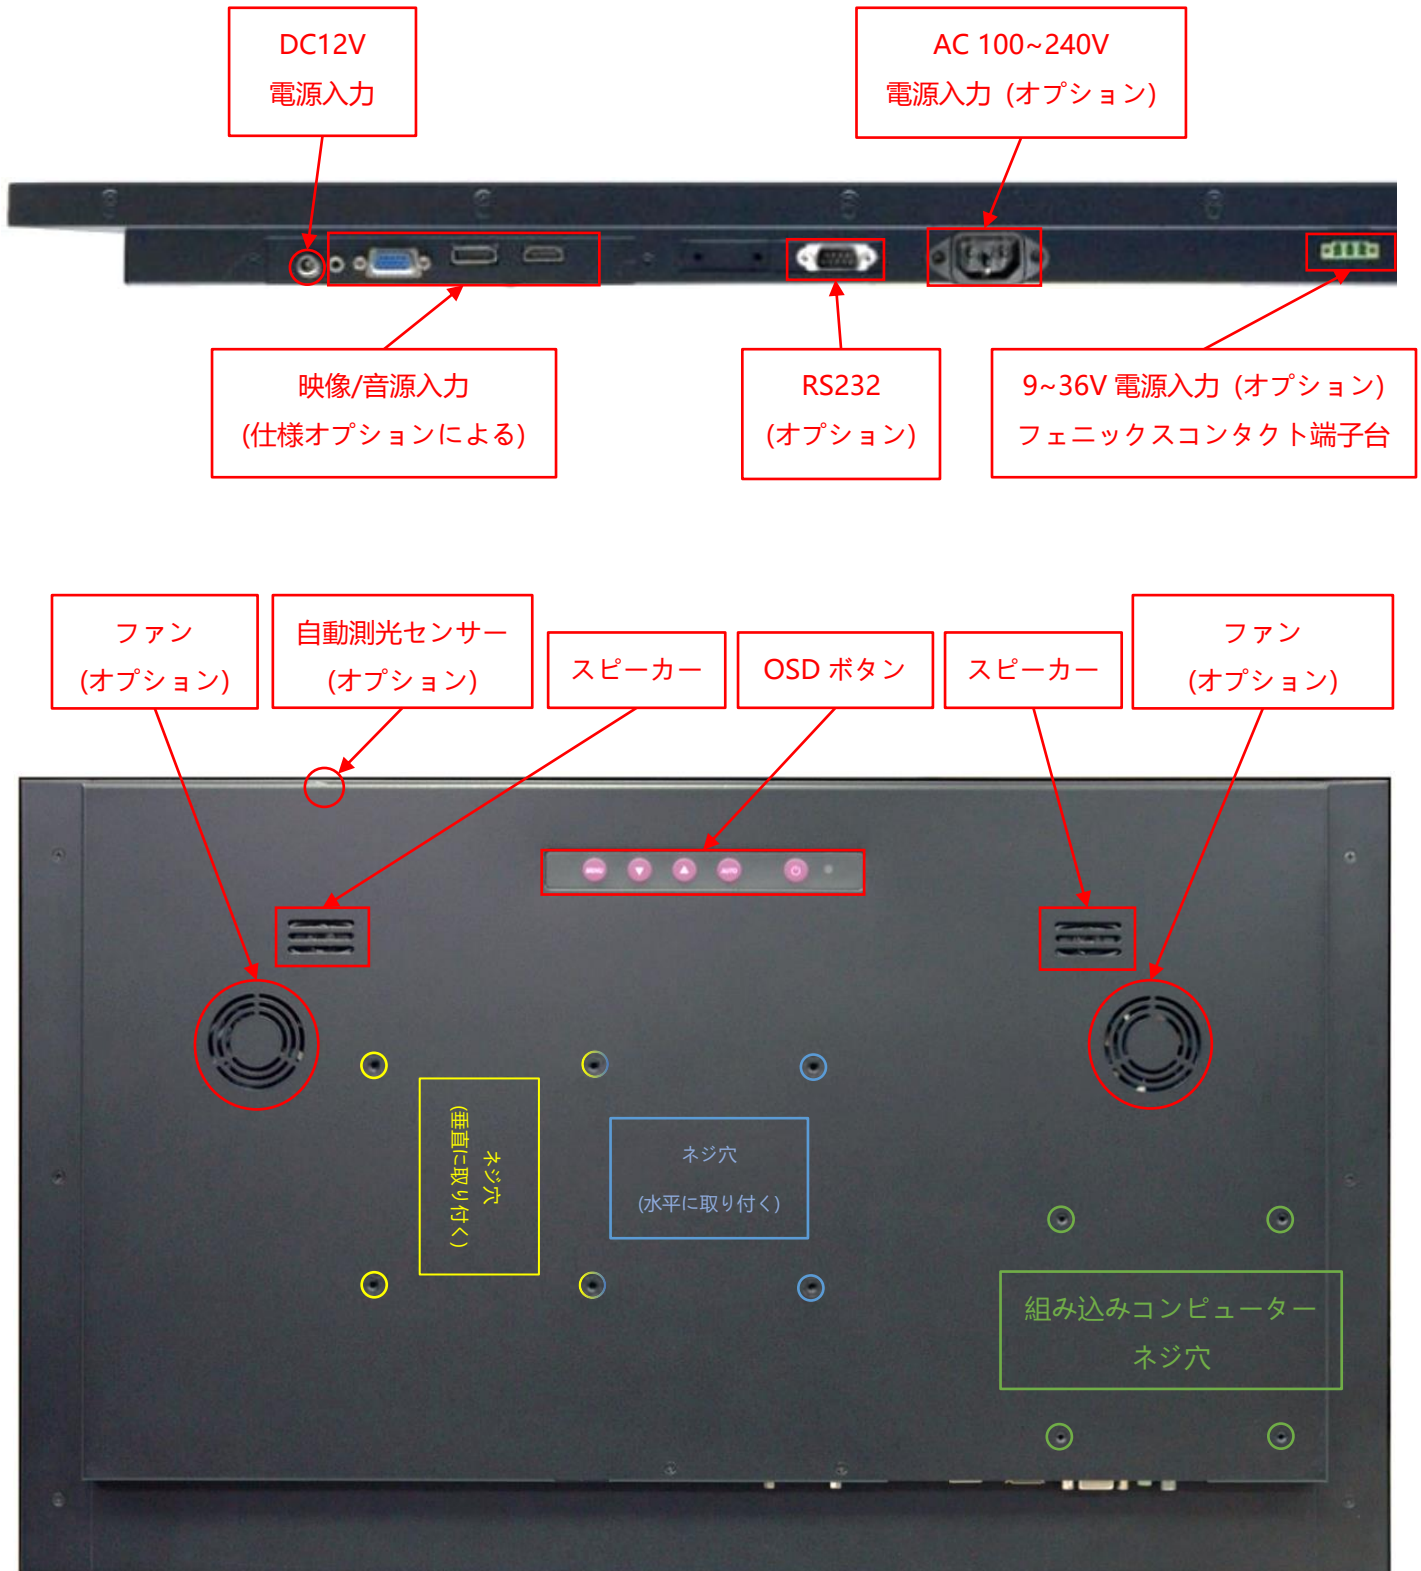 DC12V
電源入力
AC 100~240V
電源入力 (オプション)
映像/音源入力
(仕様オプションによる)
RS232
(オプション)
9~36V 電源入力 (オプション)
フェニックスコンタクト端子台
ファン
(オプション)
自動測光センサー
(オプション)
スピーカー
OSD ボタン
スピーカー
ファン
(オプション)
MENU
AUTO
ネジ穴
(垂直に取り付く)
ネジ穴
(水平に取り付く)
組み込みコンピューター
ネジ穴